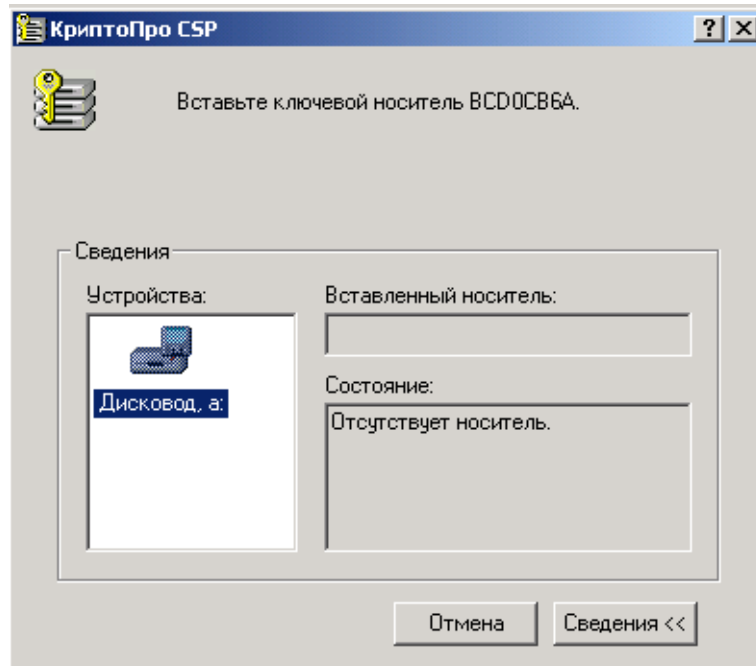 КриптоПро CSP
Вставьте ключевой носитель BCD0CB6A.
Сведения
Устройства:
Вставленный носитель:
Дисковод, а:
Состояние:
Отсутствует носитель.
Отмена
Сведения <<